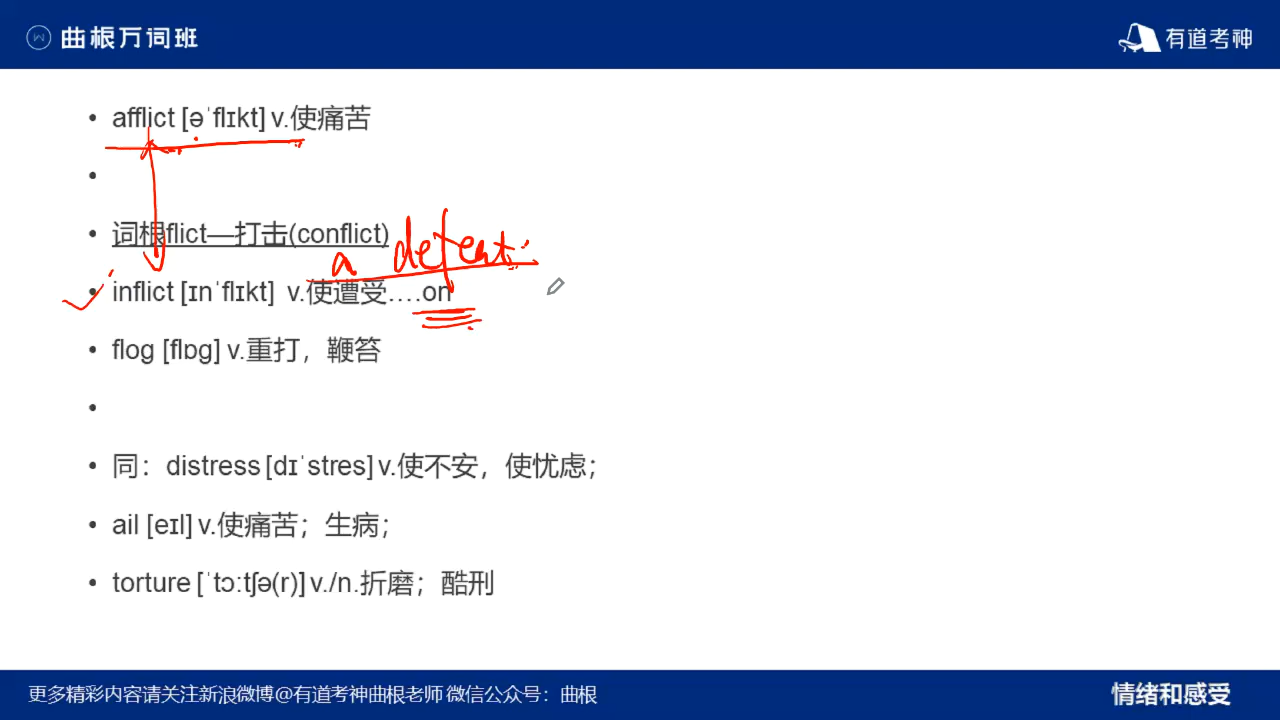 曲根万词班
有道考神
afflict [əˈflɪkt] v.使痛苦
词根flict—打击(conflict)
a defeat
inflict [ɪnˈflɪkt] v.使遭受….on
flog [flɒg] v.重打，鞭笞
同：distress [dɪˈstres] v.使不安，使忧虑；
ail [eɪl] v.使痛苦；生病；
torture [ˈtɔːtʃə(r)] v./n.折磨；酷刑
更多精彩内容请关注新浪微博@有道考神曲根老师 微信公众号：曲根
情绪和感受